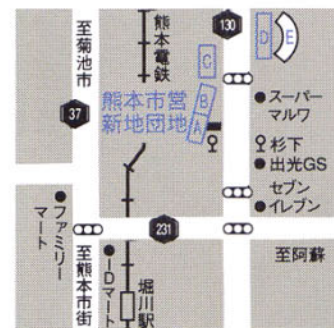 至菊池市
熊本電鉄
130
D
E
C
熊本市営
新地団地
B
A
37
スーパー
マルワ
杉下
出光GS
セブン
イレブン
ファミリー
マート
231
至阿蘇
至熊本市街
IDマート
堀川駅